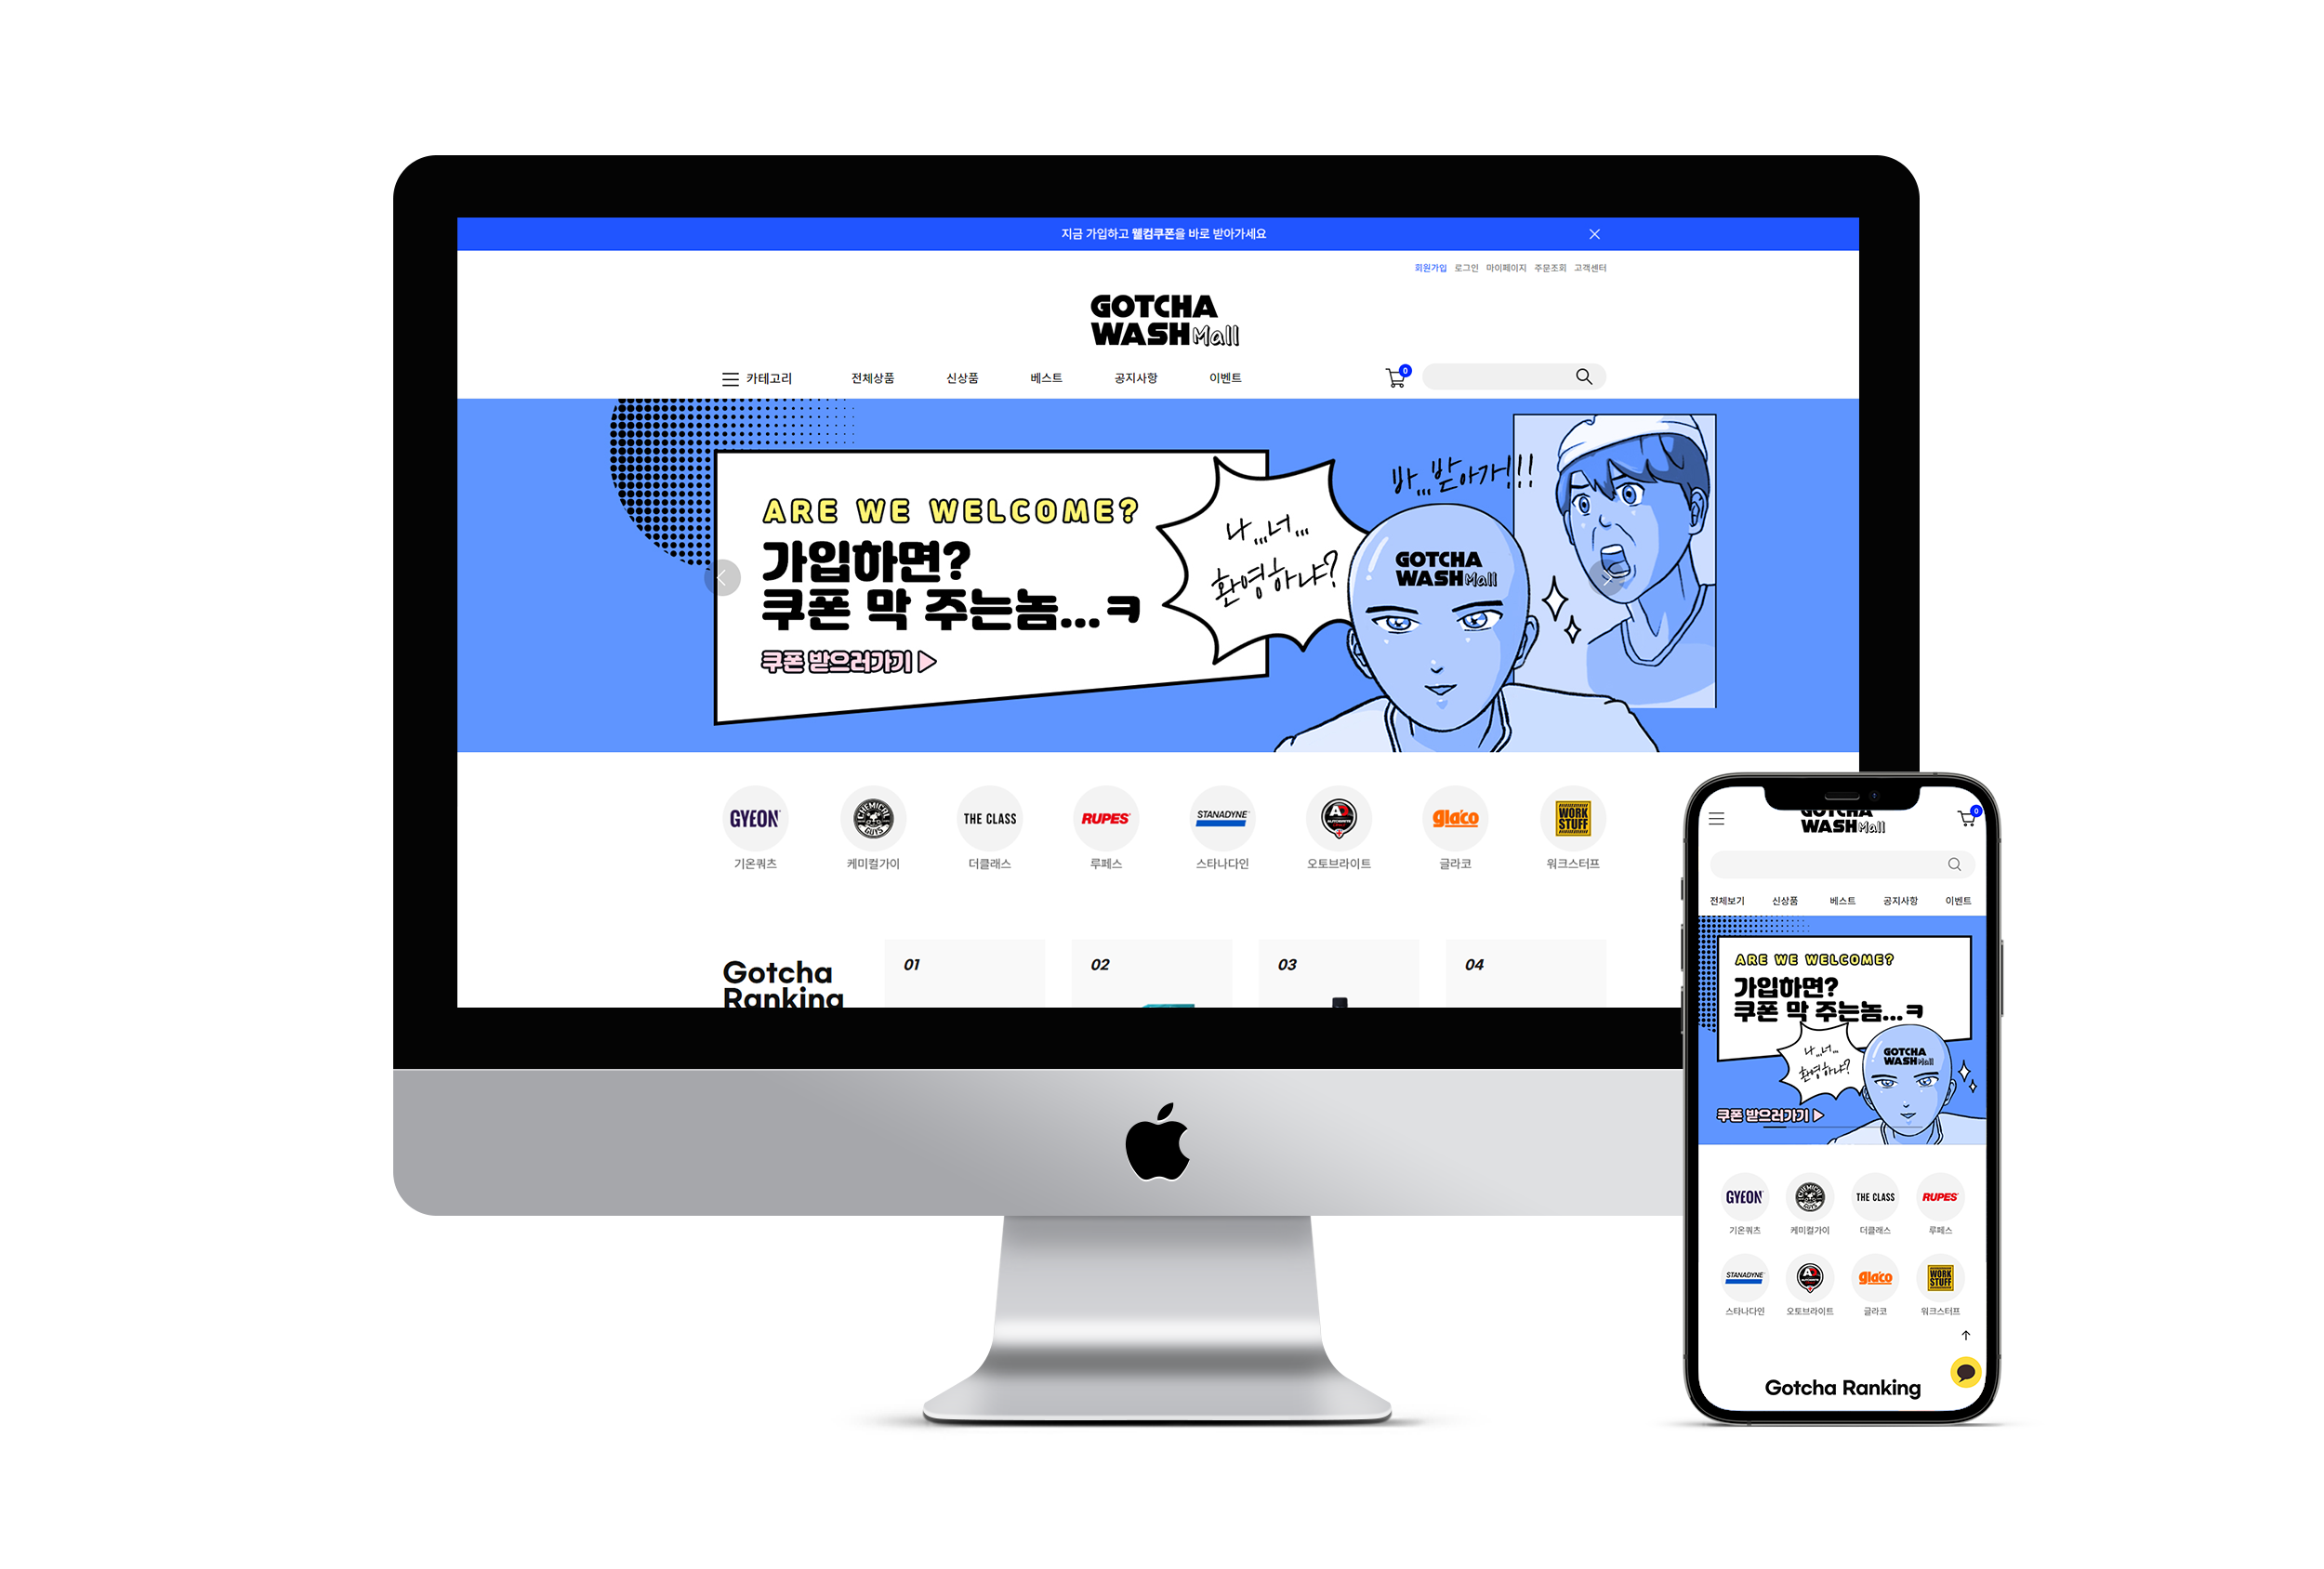 지금 가입하고 웰컴쿠폰을 바로 받아가세요
회원가입 로그인 마이페이지 주문조회 고객센터
GOTCHA
WASH Mall
카테고리 전체상품 신상품 베스트 공지사항 이벤트 0
ARE WE WELCOME?
가입하면?
쿠폰 막 주는놈...ㅋ
쿠폰 받으러가기 ▶
나...너...
환영하냐?
바...받아가!!!
GOTCHA
WASH Mall
GYEON
CHEMICAL GUYS
THE CLASS
RUPES
STANADYNE
AUTOBRITE
glaco
WORK STUFF
기온쿼츠 케미컬가이 더클래스 루페스 스타나다인 오토브라이트 글라코 워크스터프
Gotcha
Ranking
01 02 03 04
GOTCHA
WASH Mall
0
전체보기 신상품 베스트 공지사항 이벤트
ARE WE WELCOME?
가입하면?
쿠폰 막 주는놈...ㅋ
나...너...
환영하냐?
GOTCHA
WASH Mall
쿠폰 받으러가기 ▶
GYEON
CHEMICAL GUYS
THE CLASS
RUPES
기온쿼츠 케미컬가이 더클래스 루페스
STANADYNE
AUTOBRITE
glaco
WORK STUFF
스타나다인 오토브라이트 글라코 워크스터프
Gotcha Ranking